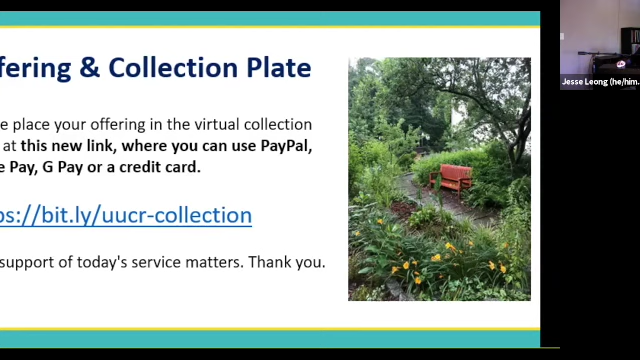 fering & Collection Plate
e place your offering in the virtual collection
at this new link, where you can use PayPal,
e Pay, G Pay or a credit card.
ps://bit.ly/uucr-collection
support of today's service matters. Thank you.
Jesse Leong (he/him...